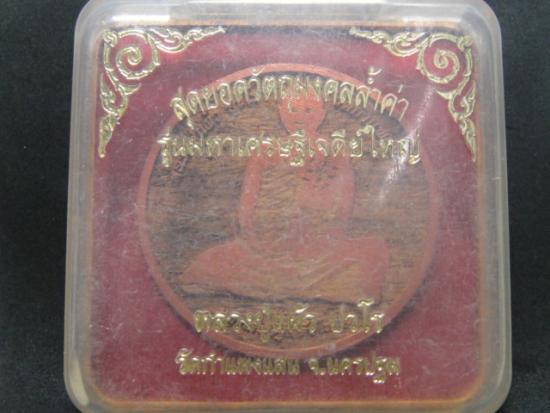 สุดยอดวัตถุมงคลล้ำค่า
รุ่นมหาเศรษฐีเจดีย์ใหญ่
หลวงปู่แผ้ว ปวโร
วัดกำแพงแสน จ.นครปฐม